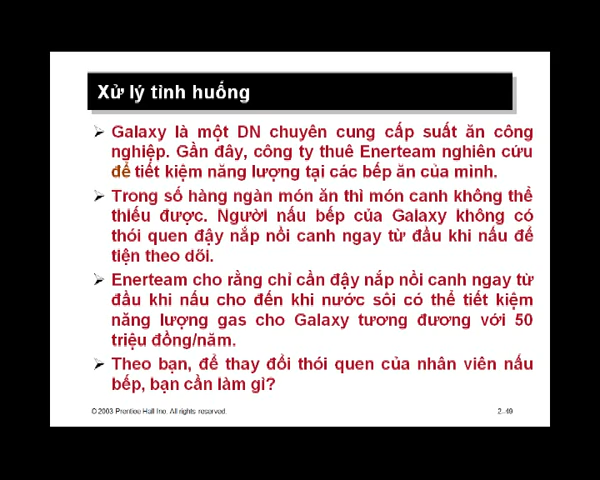 Xử lý tình huống
Galaxy là một DN chuyên cung cấp suất ăn công
nghiệp. Gần đây, công ty thuê Enerteam nghiên cứu
để tiết kiệm năng lượng tại các bếp ăn của mình.
Trong số hàng ngàn món ăn thì món canh không thể
thiếu được. Người nấu bếp của Galaxy không có
thói quen đậy nắp nồi canh ngay từ đầu khi nấu để
tiện theo dõi.
Enerteam cho rằng chỉ cần đậy nắp nồi canh ngay từ
đầu khi nấu cho đến khi nước sôi có thể tiết kiệm
năng lượng gas cho Galaxy tương đương với 50
triệu đồng/năm.
Theo bạn, để thay đổi thói quen của nhân viên nấu
bếp, bạn cần làm gì?
© 2003 Prentice Hall Inc. All rights reserved.
2–49